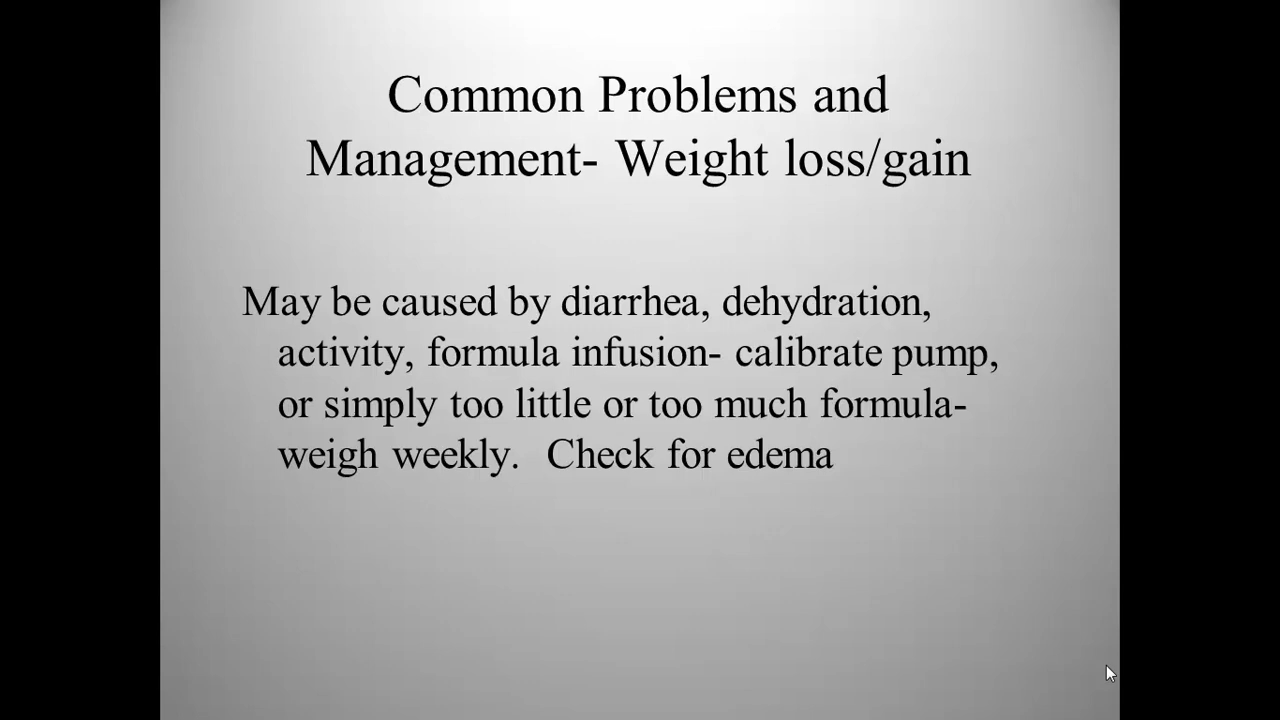 Common Problems and
Management- Weight loss/gain
May be caused by diarrhea, dehydration,
activity, formula infusion- calibrate pump,
or simply too little or too much formula-
weigh weekly.  Check for edema